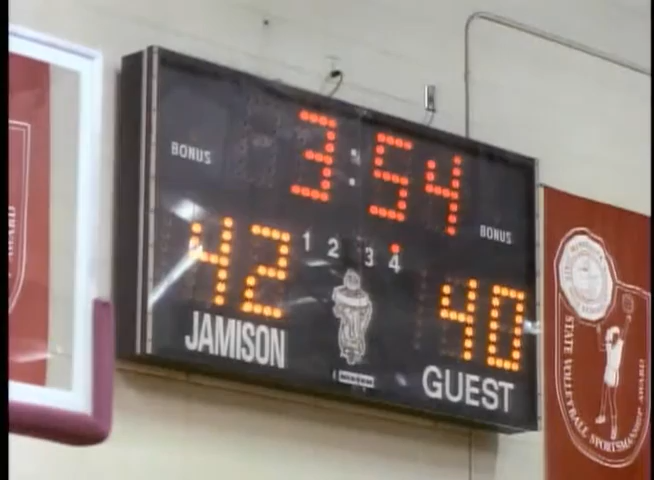 3:54
BONUS
BONUS
1 2 3 4
42
40
JAMISON
GUEST
STATE VOLLEYBALL SPORTSMANSHIP AWARD